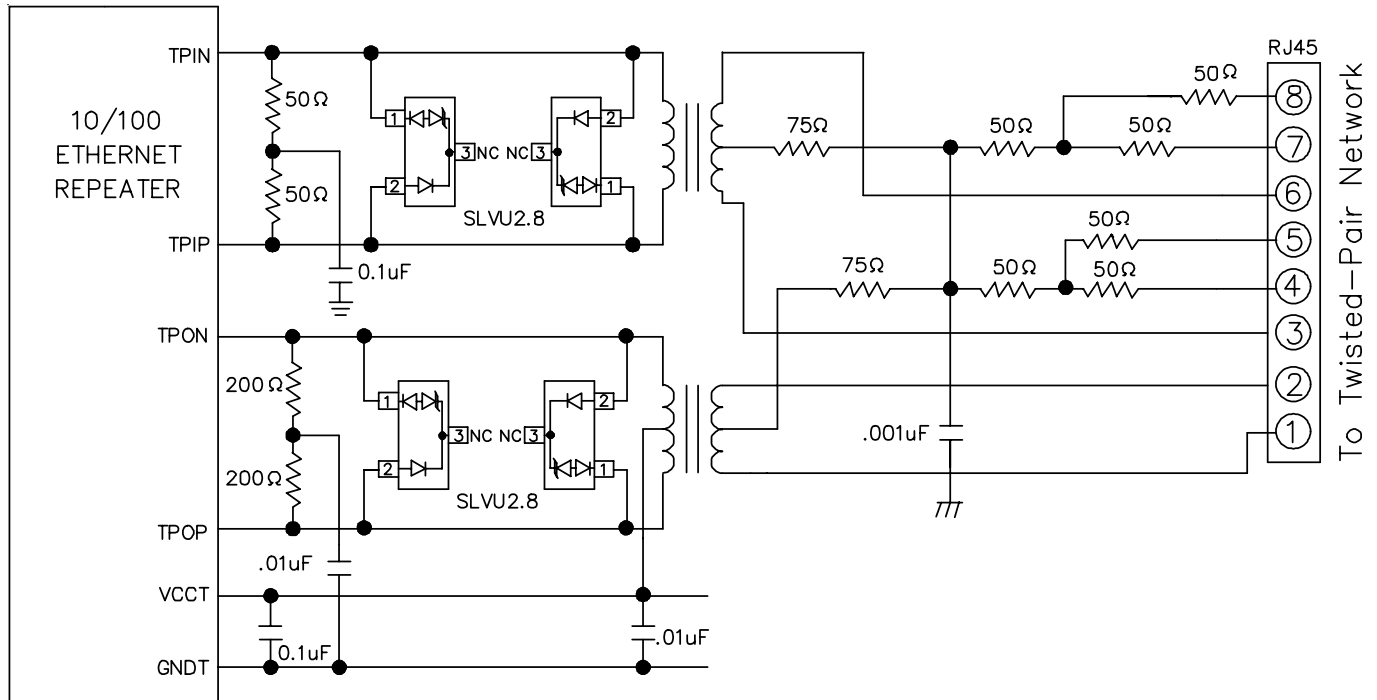 10/100
ETHERNET
REPEATER
TPIN
50Ω
50Ω
TPIP
0.1uF
1
2
3 NC
NC 3
2
1
SLVU2.8
TPON
200Ω
200Ω
TPOP
.01uF
1
2
3 NC
NC 3
2
1
SLVU2.8
VCCT
0.1uF
.01uF
GNDT
75Ω
50Ω
50Ω
50Ω
75Ω
50Ω
50Ω
50Ω
.001uF
RJ45
8
7
6
5
4
3
2
1
To Twisted-Pair Network